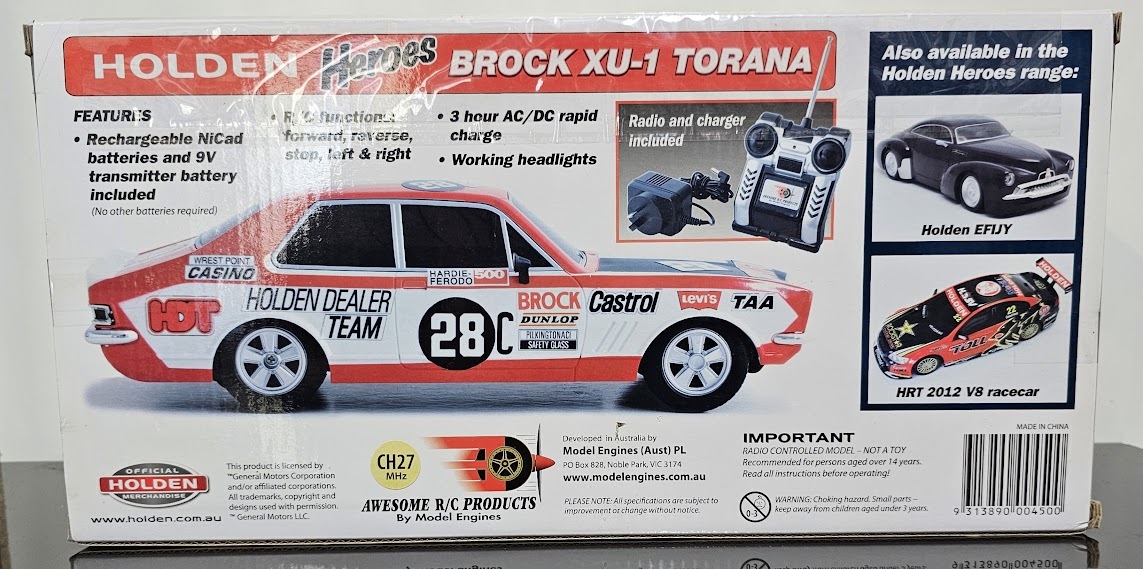 HOLDEN Heroes BROCK XU-1 TORANA
FEATURES
• Rechargeable NiCad
batteries and 9V
transmitter battery
included
(No other batteries required)
• R/C functions:
forward, reverse,
stop, left & right
• 3 hour AC/DC rapid
charge
• Working headlights
Radio and charger
included
Also available in the
Holden Heroes range:
Holden EFIJY
HRT 2012 V8 racecar
WREST POINT
CASINO
HDT
HOLDEN DEALER
TEAM
HARDIE-
FERODO 500
28 C
BROCK
DUNLOP
PILKINGTON ACI
SAFETY GLASS
Castrol
LEVI'S
TAA
HOLDEN
HOLDEN
TOLL
22
OFFICIAL
HOLDEN
MERCHANDISE
www.holden.com.au
This product is licensed by
™General Motors Corporation
and/or affiliated corporations.
All trademarks, copyright and
designs used with permission.
™ General Motors LLC.
CH27
MHz
AWESOME R/C PRODUCTS
By Model Engines
Developed in Australia by
Model Engines (Aust) PL
PO Box 828, Noble Park, VIC 3174
www.modelengines.com.au
PLEASE NOTE: All specifications are subject to
improvement or change without notice.
IMPORTANT
RADIO CONTROLLED MODEL – NOT A TOY
Recommended for persons aged over 14 years.
Read all instructions before operating!
0-3
WARNING: Choking hazard. Small parts –
keep away from children aged under 3 years.
MADE IN CHINA
9 313890 004500